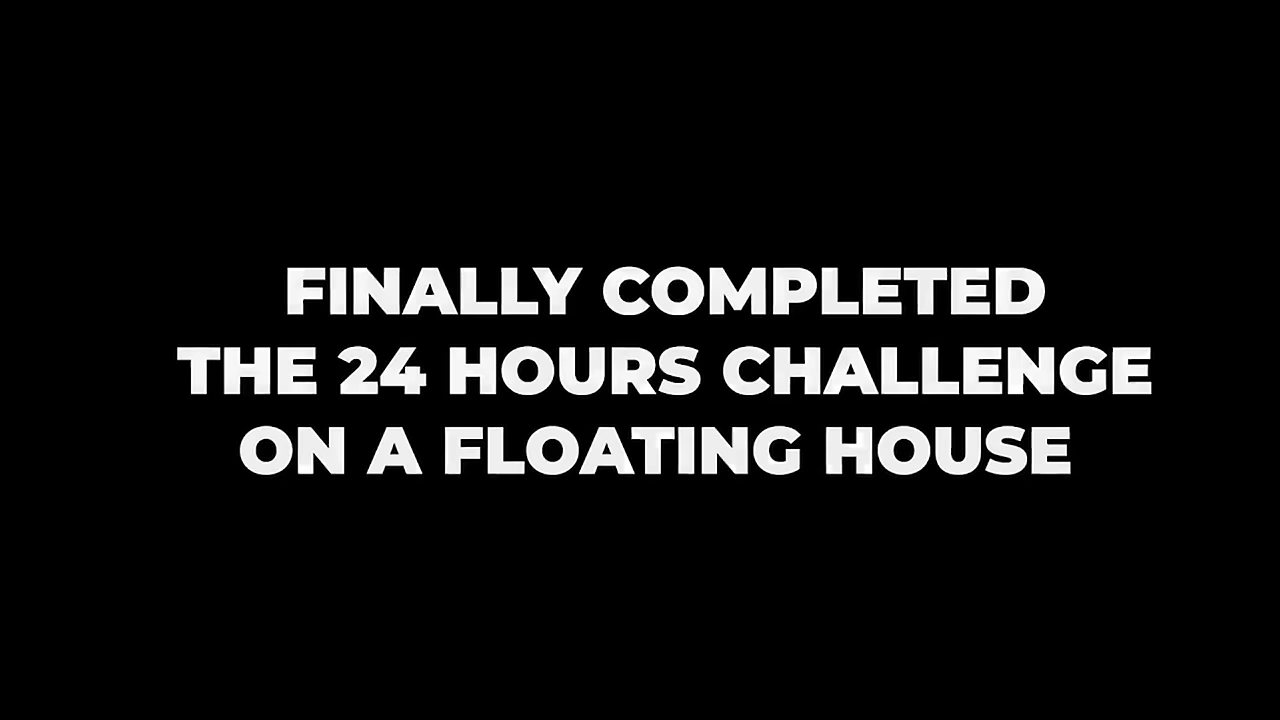 FINALLY COMPLETED
THE 24 HOURS CHALLENGE
ON A FLOATING HOUSE